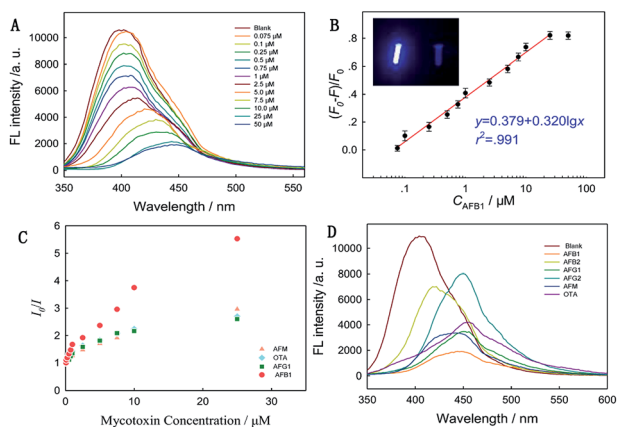 A
FL intensity /a. u.
10000
8000
6000
4000
2000
0
350
400
450
500
550
Wavelength / nm
Blank
0.075 μM
0.1 μM
0.25 μM
0.5 μM
0.75 μM
1 μM
2.5 μM
5.0 μM
7.5 μM
10.0 μM
25 μM
50 μM
B
(F0-F)/F0
.8
.6
.4
.2
0.0
.1
1
10
100
CAFB1 / μM
y=0.379+0.320lgx
r²=.991
C
I0/I
6
5
4
3
2
1
0
0
10
20
30
Mycotoxin Concentration / μM
AFM
OTA
AFG1
AFB1
D
FL intensity / a. u.
10000
8000
6000
4000
2000
0
350
400
450
500
550
600
Wavelength / nm
Blank
AFB1
AFB2
AFG1
AFG2
AFM
OTA